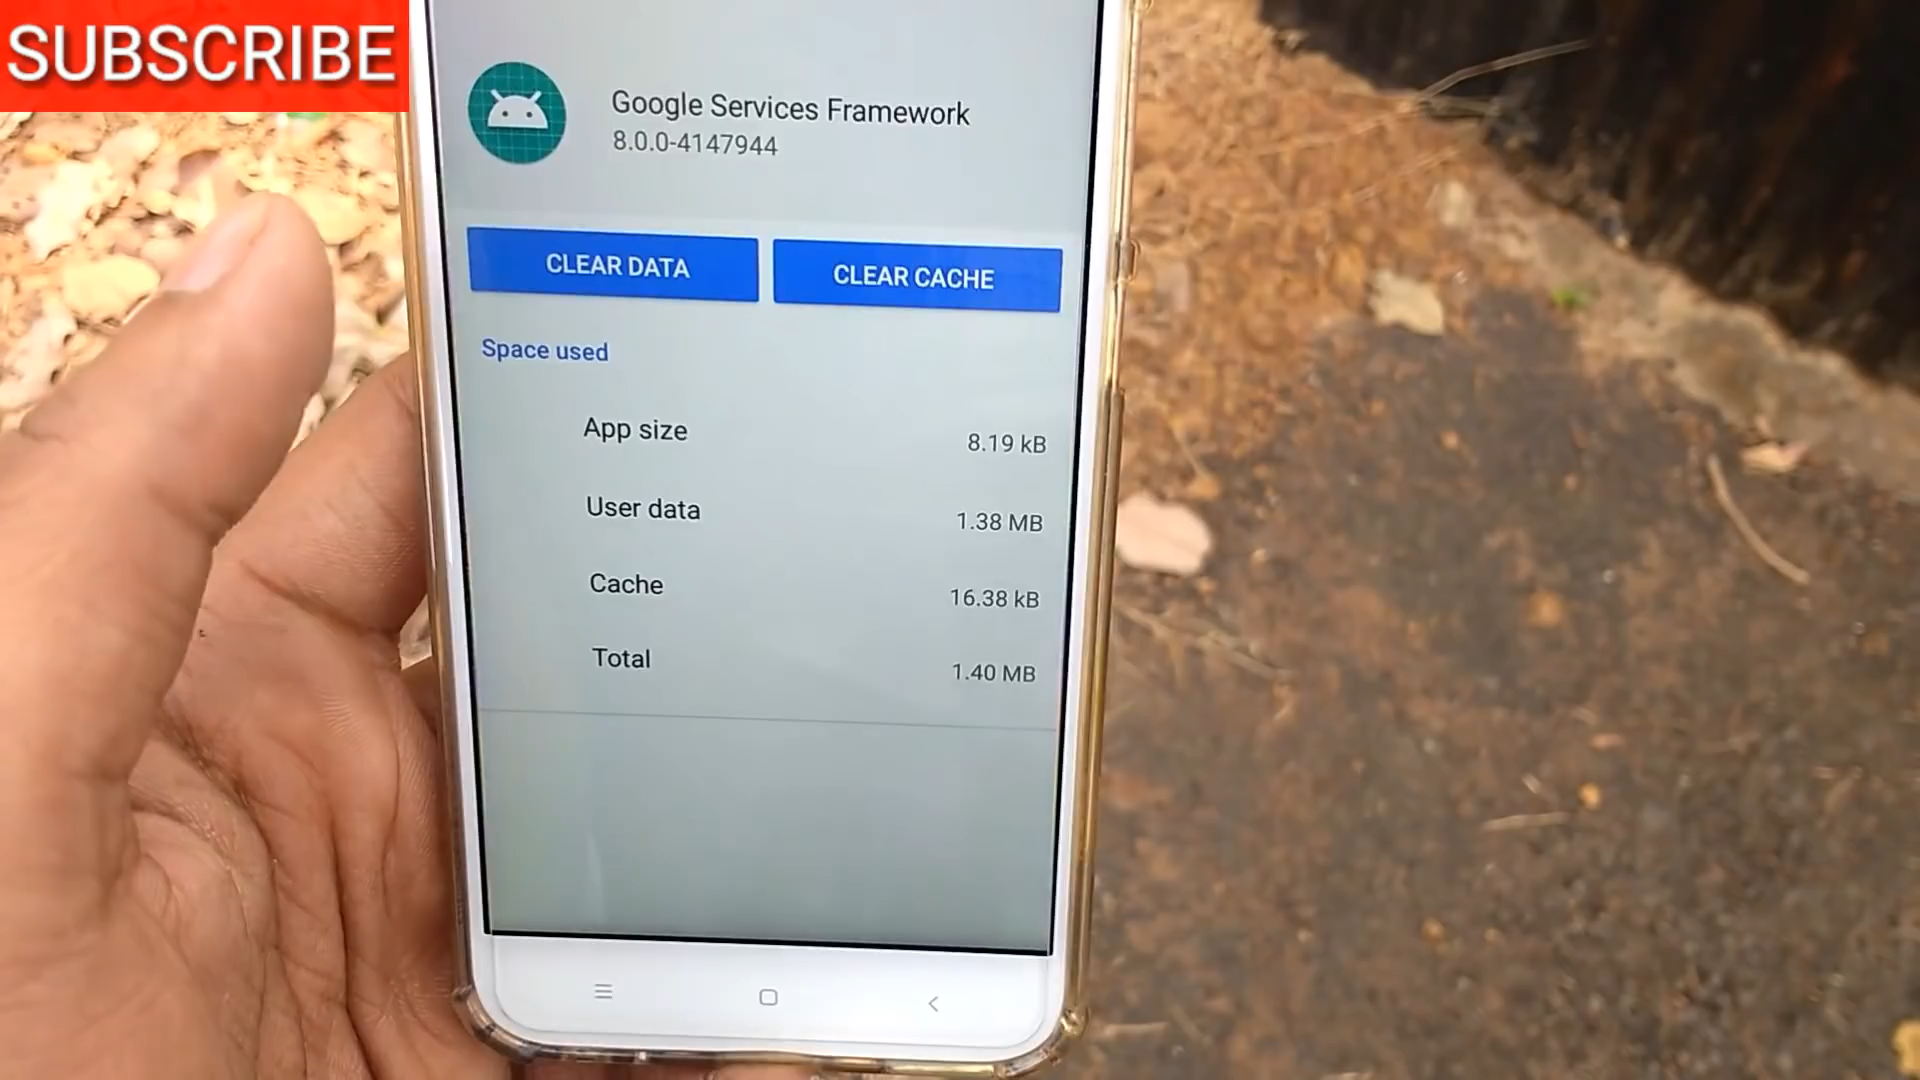 SUBSCRIBE
Google Services Framework
8.0.0-4147944
CLEAR DATA CLEAR CACHE
Space used
App size 8.19 kB
User data 1.38 MB
Cache 16.38 kB
Total 1.40 MB